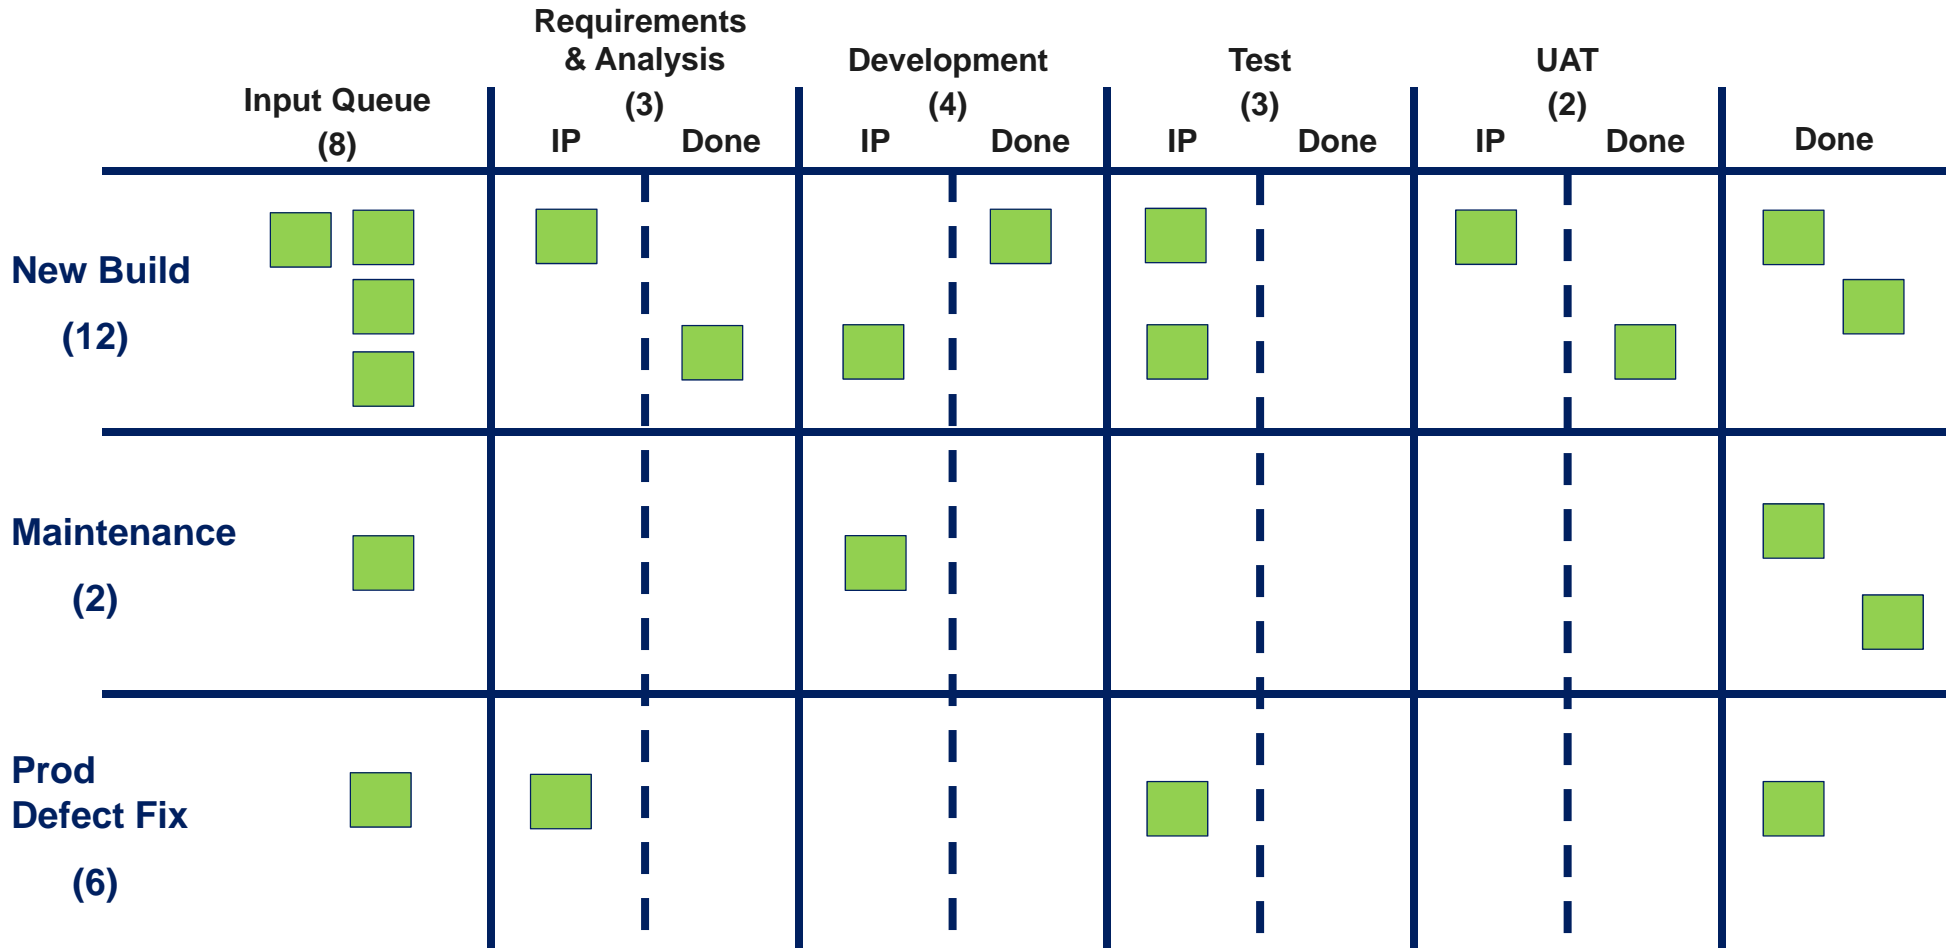 Requirements
& Analysis
(3)
Development
(4)
Test
(3)
UAT
(2)
Input Queue
(8)
IP
Done
IP
Done
IP
Done
IP
Done
Done
New Build
(12)
Maintenance
(2)
Prod
Defect Fix
(6)